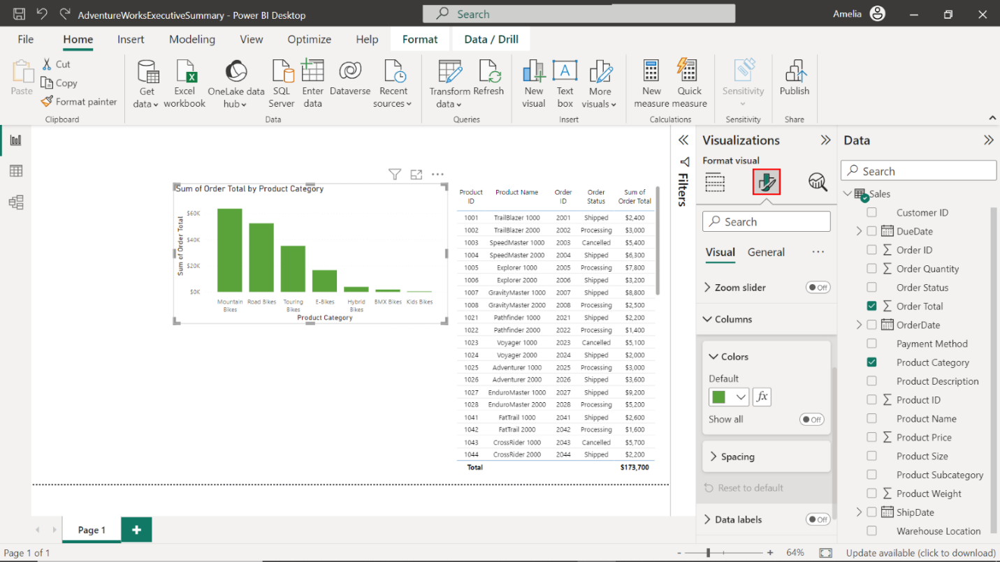 AdventureWorksExecutiveSummary - Power BI Desktop
Search
Amelia
File Home Insert Modeling View Optimize Help Format Data / Drill
Paste
Cut
Copy
Format painter
Clipboard
Get data
Excel workbook
OneLake data hub
SQL Server
Enter data
Dataverse
Recent sources
Data
Transform data
Refresh
Queries
New visual
Text box
More visuals
Insert
New measure
Quick measure
Calculations
Sensitivity
Sensitivity
Publish
Share
Sum of Order Total by Product Category
Sum of Order Total
$60K
$40K
$20K
$0K
Mountain Bikes
Road Bikes
Touring Bikes
E-Bikes
Hybrid Bikes
BMX Bikes
Kids Bikes
Product Category
Product ID Product Name Order ID Order Status Sum of Order Total
1001 TrailBlazer 1000 2001 Shipped $2,400
1002 TrailBlazer 2000 2002 Processing $3,000
1003 SpeedMaster 1000 2003 Cancelled $5,400
1004 SpeedMaster 2000 2004 Shipped $6,300
1005 Explorer 1000 2005 Processing $7,800
1006 Explorer 2000 2006 Shipped $3,200
1007 GravityMaster 1000 2007 Shipped $8,800
1008 GravityMaster 2000 2008 Processing $2,500
1021 Pathfinder 1000 2021 Shipped $2,200
1022 Pathfinder 2000 2022 Processing $1,400
1023 Voyager 1000 2023 Cancelled $5,100
1024 Voyager 2000 2024 Shipped $2,000
1025 Adventurer 1000 2025 Processing $3,000
1026 Adventurer 2000 2026 Shipped $3,600
1027 EnduroMaster 1000 2027 Shipped $9,200
1028 EnduroMaster 2000 2028 Processing $5,200
1041 FatTrail 1000 2041 Shipped $2,600
1042 FatTrail 2000 2042 Processing $1,600
1043 CrossRider 1000 2043 Cancelled $5,700
1044 CrossRider 2000 2044 Shipped $2,200
Total $173,700
Filters
Visualizations
Format visual
Search
Visual General
Zoom slider Off
Columns
Colors
Default
fx
Show all Off
Spacing
Reset to default
Data labels Off
Data
Search
Sales
Customer ID
DueDate
Order ID
Order Quantity
Order Status
Order Total
OrderDate
Payment Method
Product Category
Product Description
Product ID
Product Name
Product Price
Product Size
Product Subcategory
Product Weight
ShipDate
Warehouse Location
Page 1
Page 1 of 1
64%
Update available (click to download)